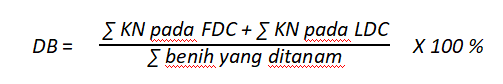 ∑ KN pada FDC + ∑ KN pada LDC
DB = X 100 %
∑ benih yang ditanam